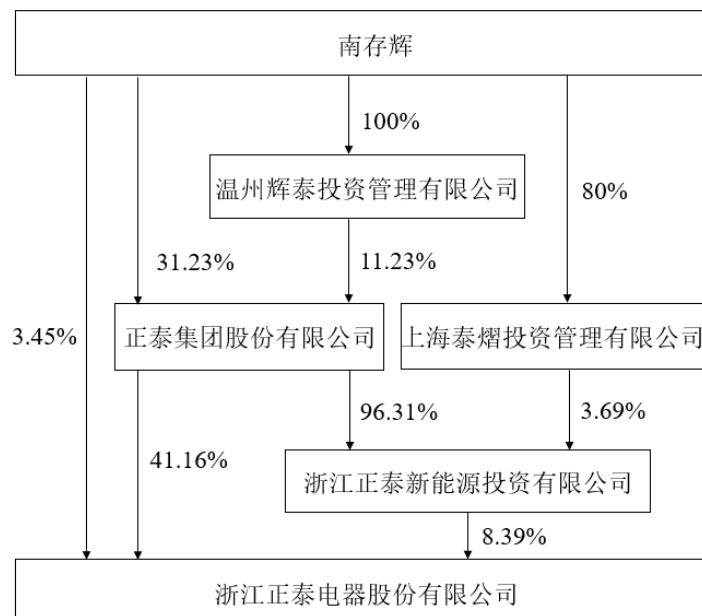 南存辉
100%
温州辉泰投资管理有限公司
80%
31.23%
11.23%
3.45%
正泰集团股份有限公司
上海泰熠投资管理有限公司
96.31%
3.69%
41.16%
浙江正泰新能源投资有限公司
8.39%
浙江正泰电器股份有限公司